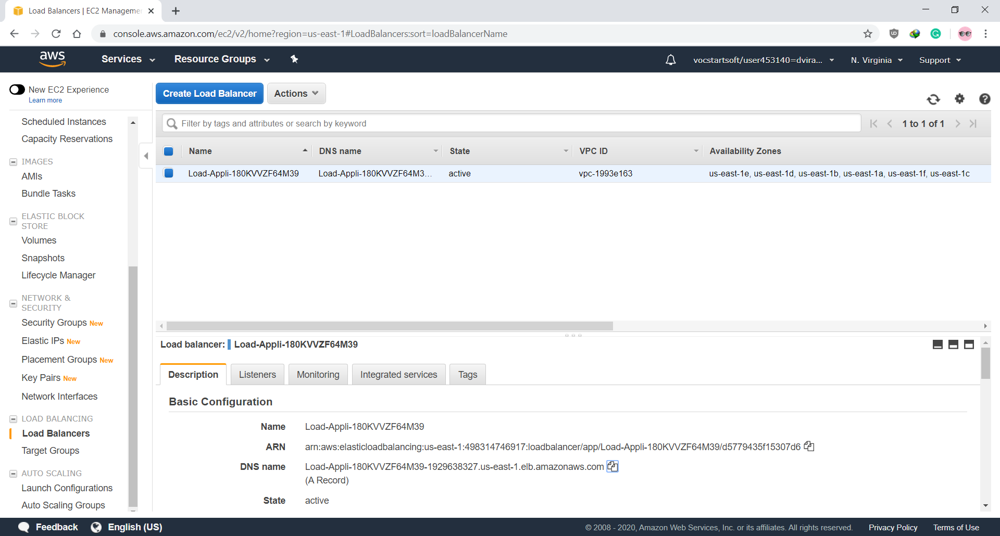 Load Balancers | EC2 Manageme
console.aws.amazon.com/ec2/v2/home?region=us-east-1#LoadBalancers:sort=loadBalancerName
aws
Services
Resource Groups
vocstartsoft/user453140=dvira...
N. Virginia
Support
New EC2 Experience
Learn more
Scheduled Instances
Capacity Reservations
IMAGES
AMIs
Bundle Tasks
ELASTIC BLOCK
STORE
Volumes
Snapshots
Lifecycle Manager
NETWORK &
SECURITY
Security Groups New
Elastic IPs New
Placement Groups New
Key Pairs New
Network Interfaces
LOAD BALANCING
Load Balancers
Target Groups
AUTO SCALING
Launch Configurations
Auto Scaling Groups
Create Load Balancer
Actions
Filter by tags and attributes or search by keyword
1 to 1 of 1
Name DNS name State VPC ID Availability Zones
Load-Appli-180KVVZF64M39 Load-Appli-180KVVZF64M3... active vpc-1993e163 us-east-1e, us-east-1d, us-east-1b, us-east-1a, us-east-1f, us-east-1c
Load balancer: Load-Appli-180KVVZF64M39
Description Listeners Monitoring Integrated services Tags
Basic Configuration
Name Load-Appli-180KVVZF64M39
ARN arn:aws:elasticloadbalancing:us-east-1:498314746917:loadbalancer/app/Load-Appli-180KVVZF64M39/d5779435f15307d6
DNS name Load-Appli-180KVVZF64M39-1929638327.us-east-1.elb.amazonaws.com
(A Record)
State active
Feedback
English (US)
© 2008 - 2020, Amazon Web Services, Inc. or its affiliates. All rights reserved.
Privacy Policy
Terms of Use